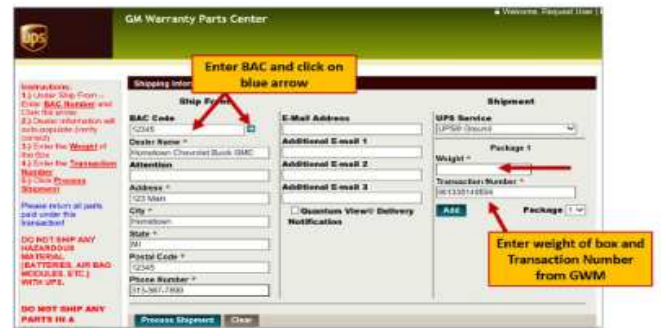 ups
GM Warranty Parts Center
Welcome, Request User |
Enter BAC and click on
blue arrow
Instructions:
1.) Under Ship From –
Enter BAC Number and
Click the arrow
2.) Dealer information will
auto-populate (verify
correct)
3.) Enter the Weight of
the Box
4.) Enter the Transaction
Number
5.) Click Process
Shipment
Please return all parts
paid under this
transaction!
DO NOT SHIP ANY
HAZARDOUS
MATERIAL
(BATTERIES, AIR BAG
MODULES, ETC.)
WITH UPS.
DO NOT SHIP ANY
PARTS IN A
Shipping Infor
Ship From
BAC Code
12345
Dealer Name *
Hometown Chevrolet Buick GMC
Attention
Address *
123 Main
City *
Hometown
State *
MI
Postal Code *
12345
Phone Number *
E-Mail Address
Additional E-mail 1
Additional E-mail 2
Additional E-mail 3
Quantum View® Delivery
Notification
Shipment
UPS Service
UPS® Ground
Package 1
Weight *
Transaction Number *
Add
Package 1
Enter weight of box and
Transaction Number
from GWM
Process Shipment
Clear